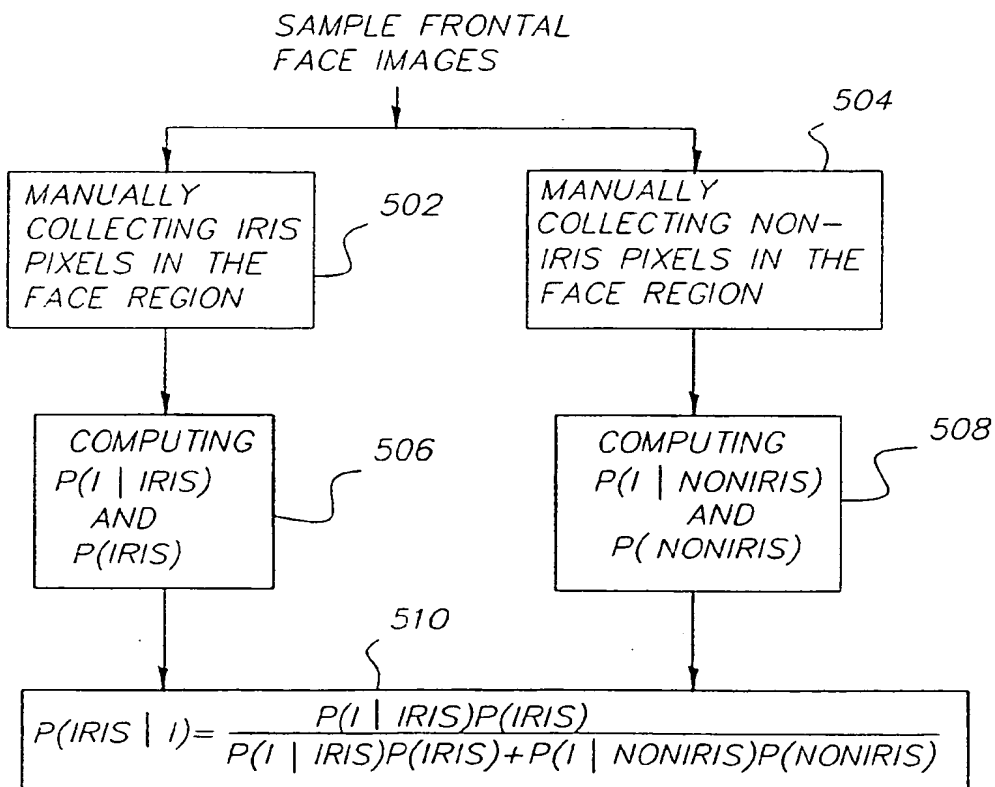 SAMPLE FRONTAL
FACE IMAGES
504
MANUALLY
COLLECTING IRIS
PIXELS IN THE
FACE REGION
502
MANUALLY
COLLECTING NON-
IRIS PIXELS IN THE
FACE REGION
COMPUTING
P(I | IRIS)
AND
P(IRIS)
506
COMPUTING
P(I | NONIRIS)
AND
P(NONIRIS)
508
510
P(IRIS | I)=
P(I | IRIS)P(IRIS)
P(I | IRIS)P(IRIS)+P(I | NONIRIS)P(NONIRIS)